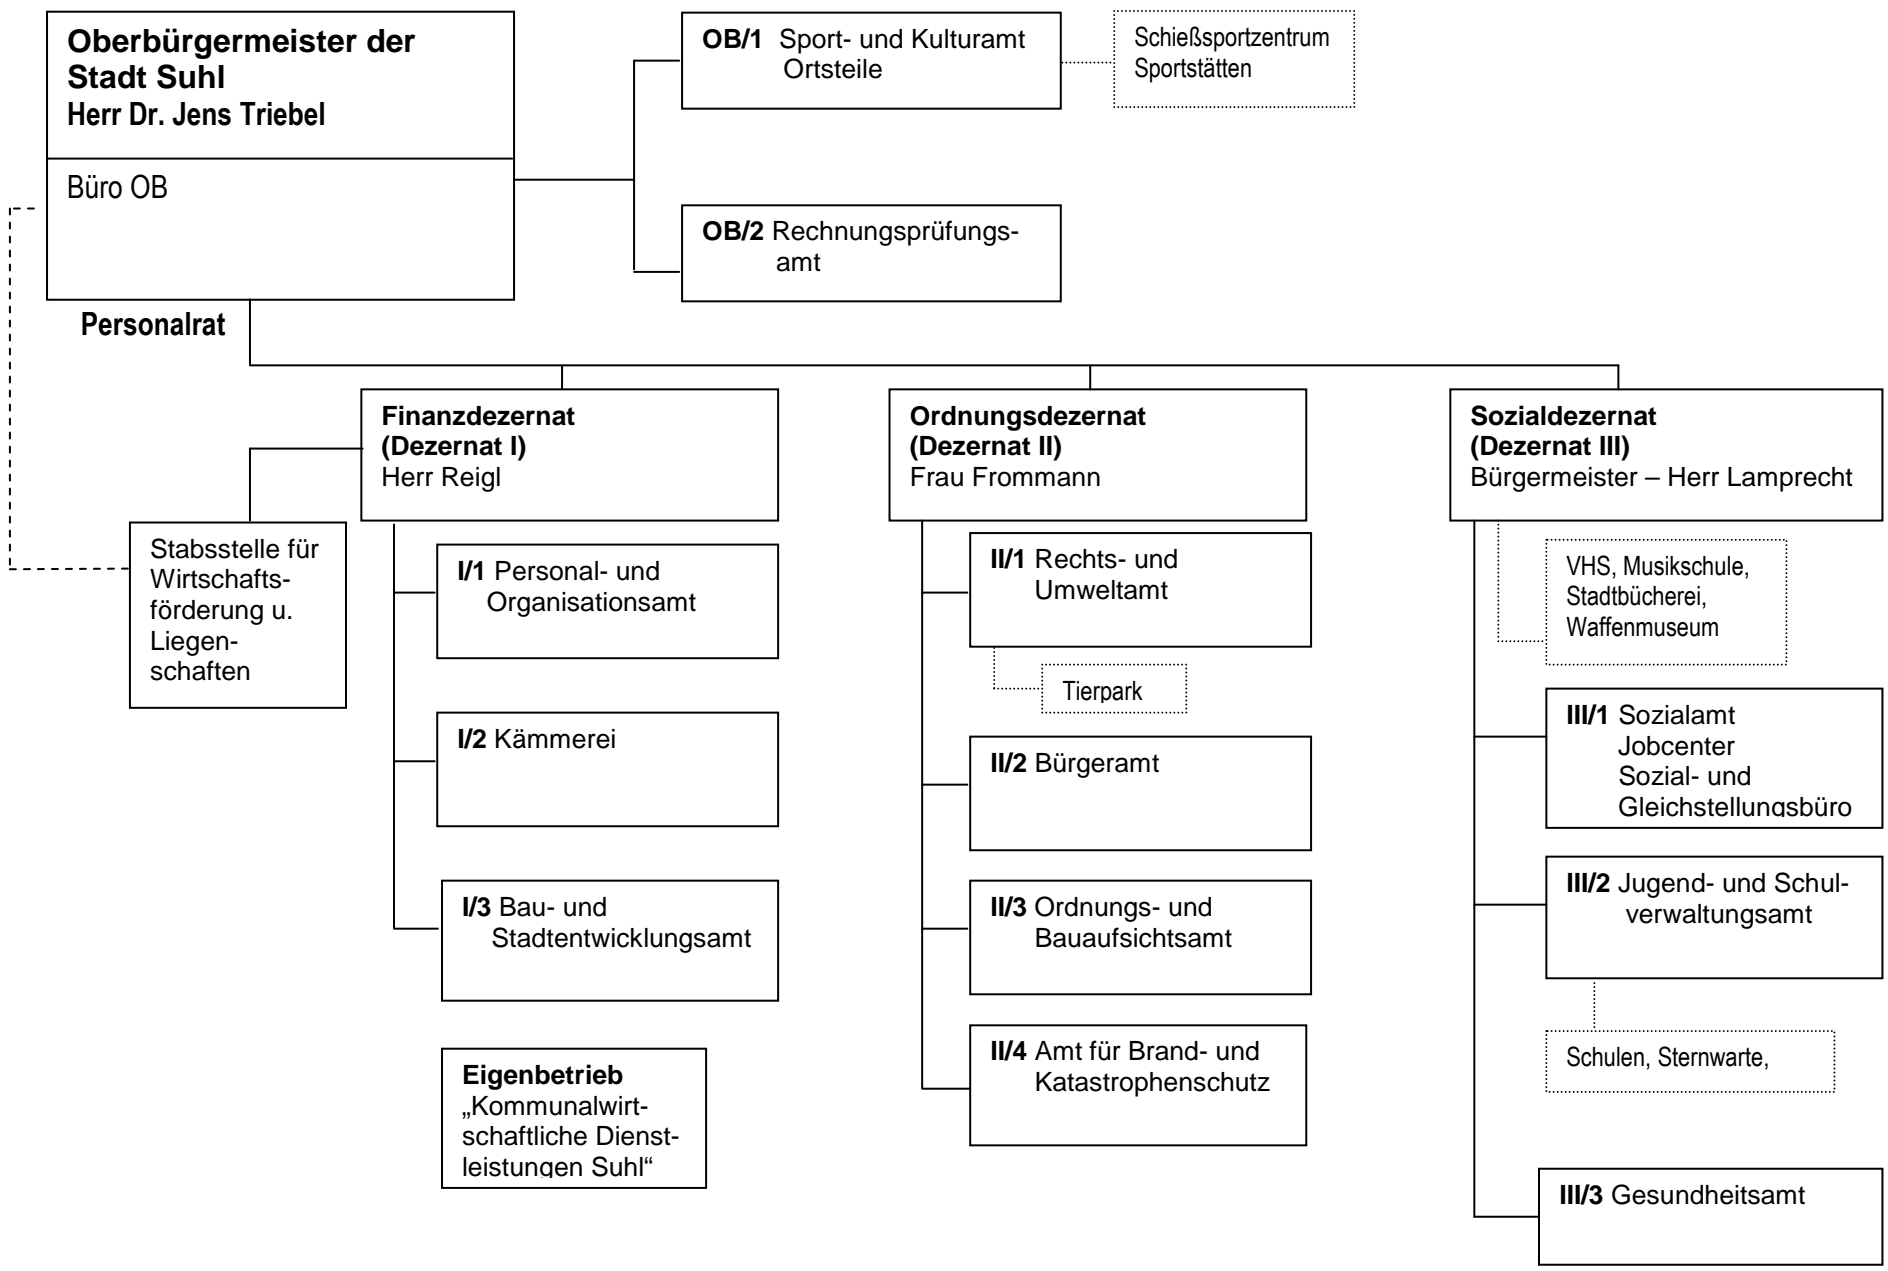 Oberbürgermeister der
Stadt Suhl
Herr Dr. Jens Triebel
Büro OB
Personalrat
OB/1 Sport- und Kulturamt
Ortsteile
Schießsportzentrum
Sportstätten
OB/2 Rechnungsprüfungs-
amt
Finanzdezernat
(Dezernat I)
Herr Reigl
Stabsstelle für
Wirtschafts-
förderung u.
Liegen-
schaften
I/1 Personal- und
Organisationsamt
I/2 Kämmerei
I/3 Bau- und
Stadtentwicklungsamt
Eigenbetrieb
„Kommunalwirt-
schaftliche Dienst-
leistungen Suhl“
Ordnungsdezernat
(Dezernat II)
Frau Frommann
II/1 Rechts- und
Umweltamt
Tierpark
II/2 Bürgeramt
II/3 Ordnungs- und
Bauaufsichtsamt
II/4 Amt für Brand- und
Katastrophenschutz
Sozialdezernat
(Dezernat III)
Bürgermeister – Herr Lamprecht
VHS, Musikschule,
Stadtbücherei,
Waffenmuseum
III/1 Sozialamt
Jobcenter
Sozial- und
Gleichstellungsbüro
III/2 Jugend- und Schul-
verwaltungsamt
Schulen, Sternwarte,
III/3 Gesundheitsamt